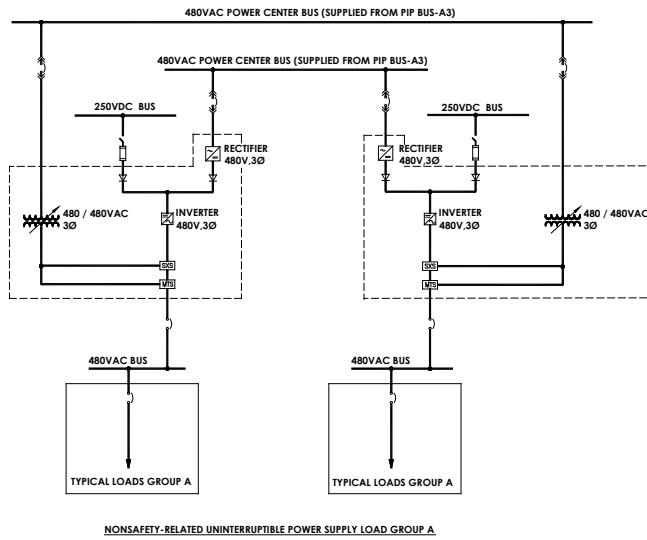 480VAC POWER CENTER BUS (SUPPLIED FROM PIP BUS-A3)
480VAC POWER CENTER BUS (SUPPLIED FROM PIP BUS-A3)
250VDC BUS
250VDC BUS
RECTIFIER
480V,3Ø
RECTIFIER
480V,3Ø
480 / 480VAC
3Ø
INVERTER
480V,3Ø
INVERTER
480V,3Ø
480 / 480VAC
3Ø
SXS
SXS
MTS
MTS
480VAC BUS
480VAC BUS
TYPICAL LOADS GROUP A
TYPICAL LOADS GROUP A
NONSAFETY-RELATED UNINTERRUPTIBLE POWER SUPPLY LOAD GROUP A